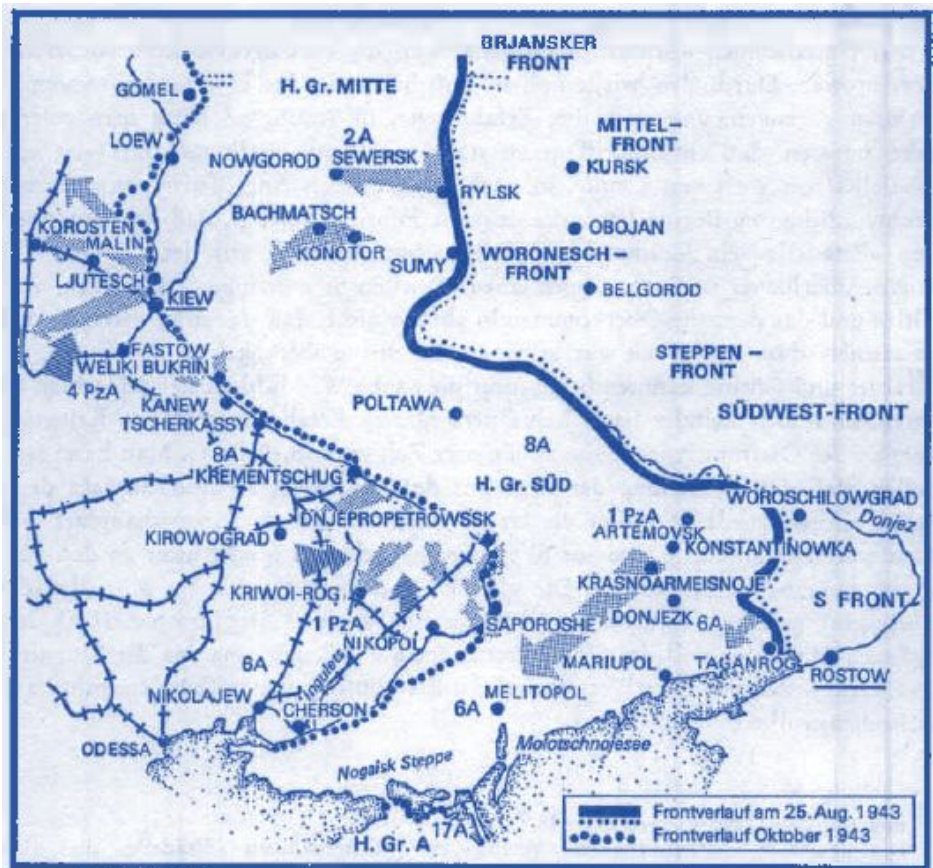 BRJANSKER
FRONT
GOMEL
H. Gr. MITTE
LOEW
2A
NOWGOROD
SEWERSK
MITTEL-
FRONT
KURSK
RYLSK
BACHMATSCH
KOROSTEN
MALIN
KONOTOR
OBOJAN
SUMY
WORONESCH-
FRONT
LJUTESCH
KIEW
BELGOROD
FASTOW
WELIKI BUKRIN
4 PzA
STEPPEN-
FRONT
KANEW
TSCHERKASSY
POLTAWA
SÜDWEST-FRONT
8A
8A
KREMENTSCHUG
H. Gr. SÜD
WOROSCHILOWGRAD
DNJEPROPETROWSSK
1 PzA
ARTEMOVSK
Donjez
KIROWOGRAD
KONSTANTINOWKA
KRIWOI-ROG
KRASNOARMEISNOJE
S FRONT
1 PzA
SAPOROSHE
DONJEZK
6A
NIKOPOL
6A
MARIUPOL
TAGANROG
ROSTOW
NIKOLAJEW
Ingulets
MELITOPOL
CHERSON
6A
ODESSA
Molotschnojesee
Nogaisk Steppe
17A
H. Gr. A
Frontverlauf am 25. Aug. 1943
Frontverlauf Oktober 1943